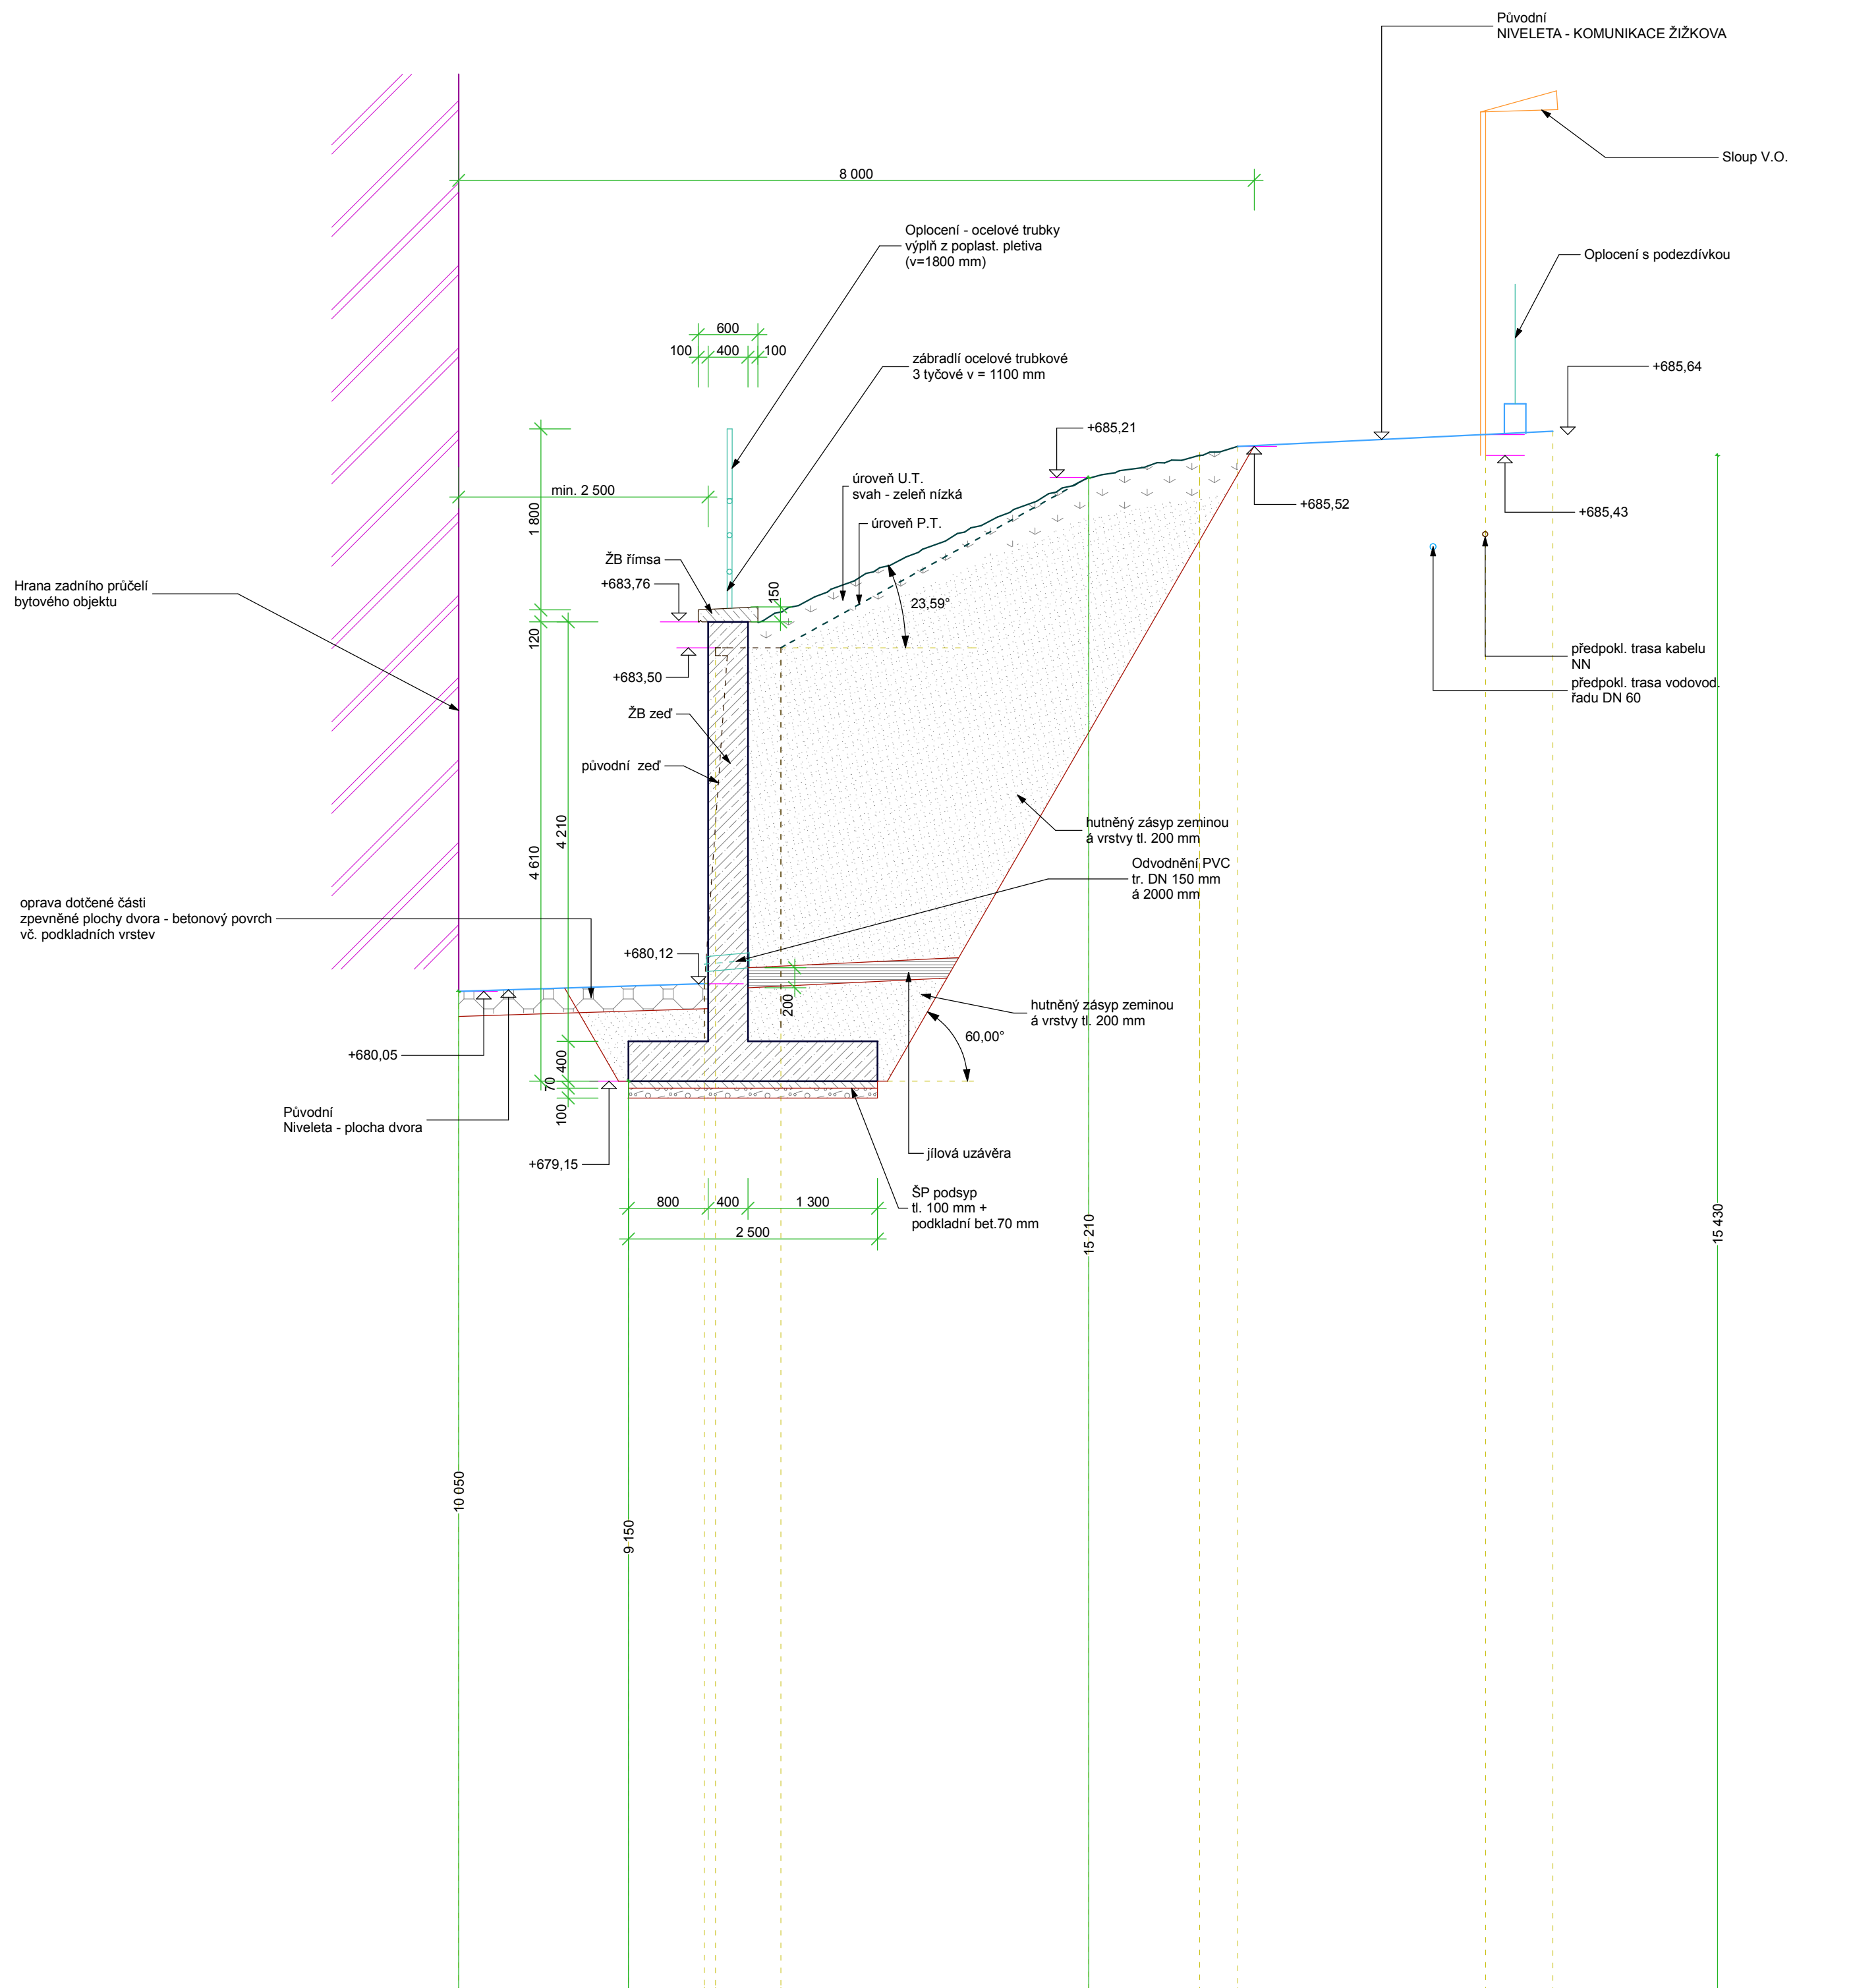 Původní
NIVELETA - KOMUNIKACE ŽIŽKOVA
Sloup V.O.
8 000
Oplocení - ocelové trubky
výplň z poplast. pletiva
(v=1800 mm)
Oplocení s podezdívkou
600
100
400
100
zábradlí ocelové trubkové
3 tyčové v = 1100 mm
+685,64
+685,21
úroveň U.T.
svah - zeleň nízká
min. 2 500
1 800
+685,52
+685,43
úroveň P.T.
ŽB římsa
+683,76
150
23,59°
Hrana zadního průčelí
bytového objektu
120
předpokl. trasa kabelu
NN
předpokl. trasa vodovod.
řadu DN 60
+683,50
ŽB zeď
původní zeď
4 210
4 610
hutněný zásyp zeminou
á vrstvy tl. 200 mm
Odvodnění PVC
tr. DN 150 mm
á 2000 mm
oprava dotčené části
zpevněné plochy dvora - betonový povrch
vč. podkladních vrstev
+680,12
200
hutněný zásyp zeminou
á vrstvy tl. 200 mm
60,00°
+680,05
400
70
100
Původní
Niveleta - plocha dvora
+679,15
jílová uzávěra
ŠP podsyp
tl. 100 mm +
podkladní bet.70 mm
800
400
1 300
2 500
15 210
15 430
10 050
9 150